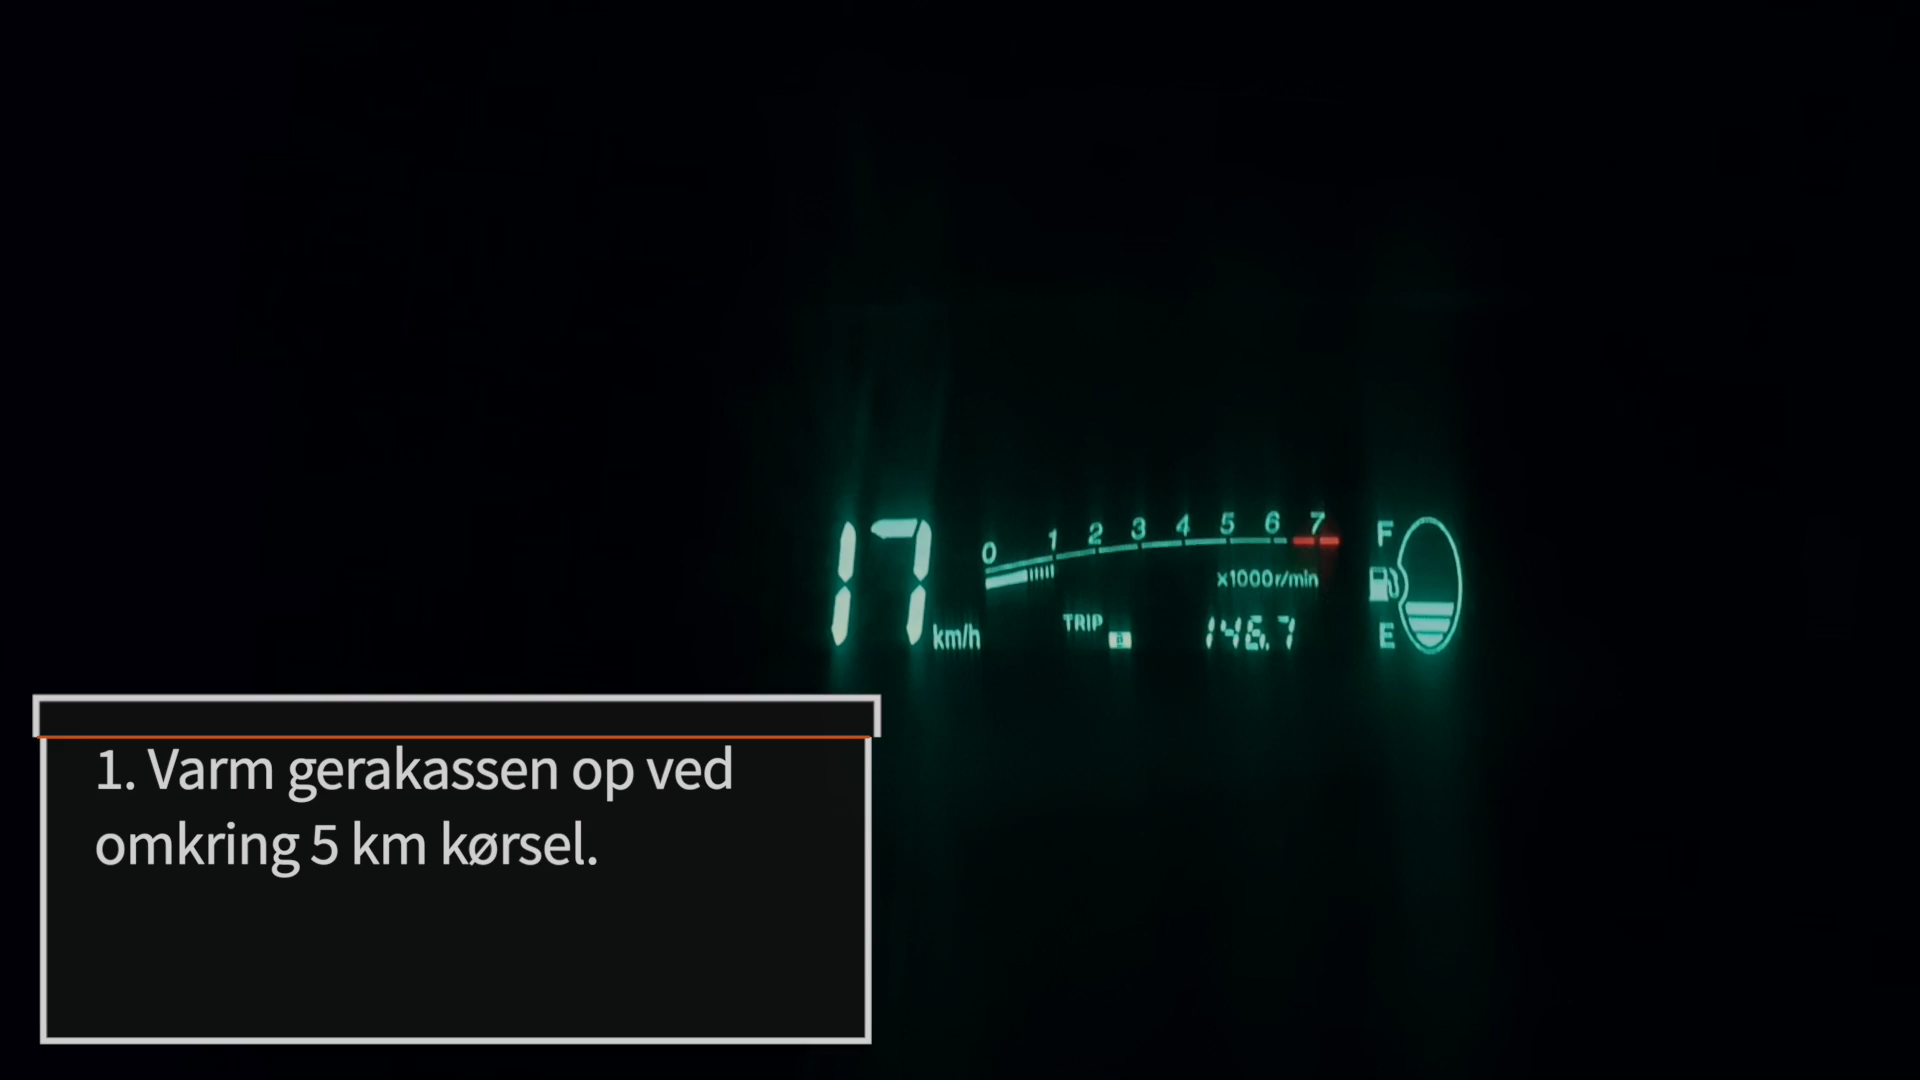 17 km/h
0 1 2 3 4 5 6 7
x1000r/min
TRIP B 146.7
F
E
1. Varm gerakassen op ved
omkring 5 km kørsel.